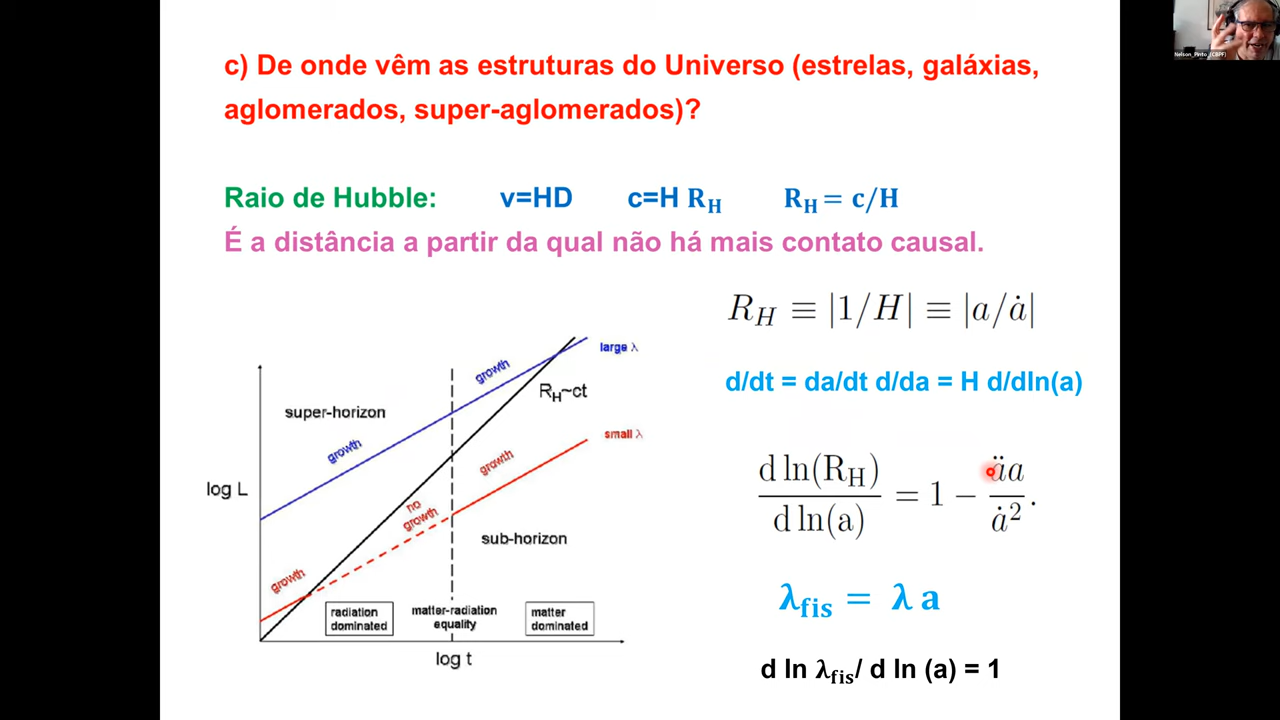 c) De onde vêm as estruturas do Universo (estrelas, galáxias,
aglomerados, super-aglomerados)?
Raio de Hubble: v=HD c=H R_H R_H = c/H
É a distância a partir da qual não há mais contato causal.
R_H ≡ |1/H| ≡ |a/ȧ|
d/dt = da/dt d/da = H d/dln(a)
d ln(R_H)/d ln(a) = 1 − äa/ȧ².
λ_fis = λ a
d ln λ_fis/ d ln (a) = 1
large λ
growth
R_H~ct
super-horizon
growth
small λ
growth
log L
no
growth
sub-horizon
growth
radiation
dominated
matter-radiation
equality
matter
dominated
log t
Nelson_Pinto_(CBPF)